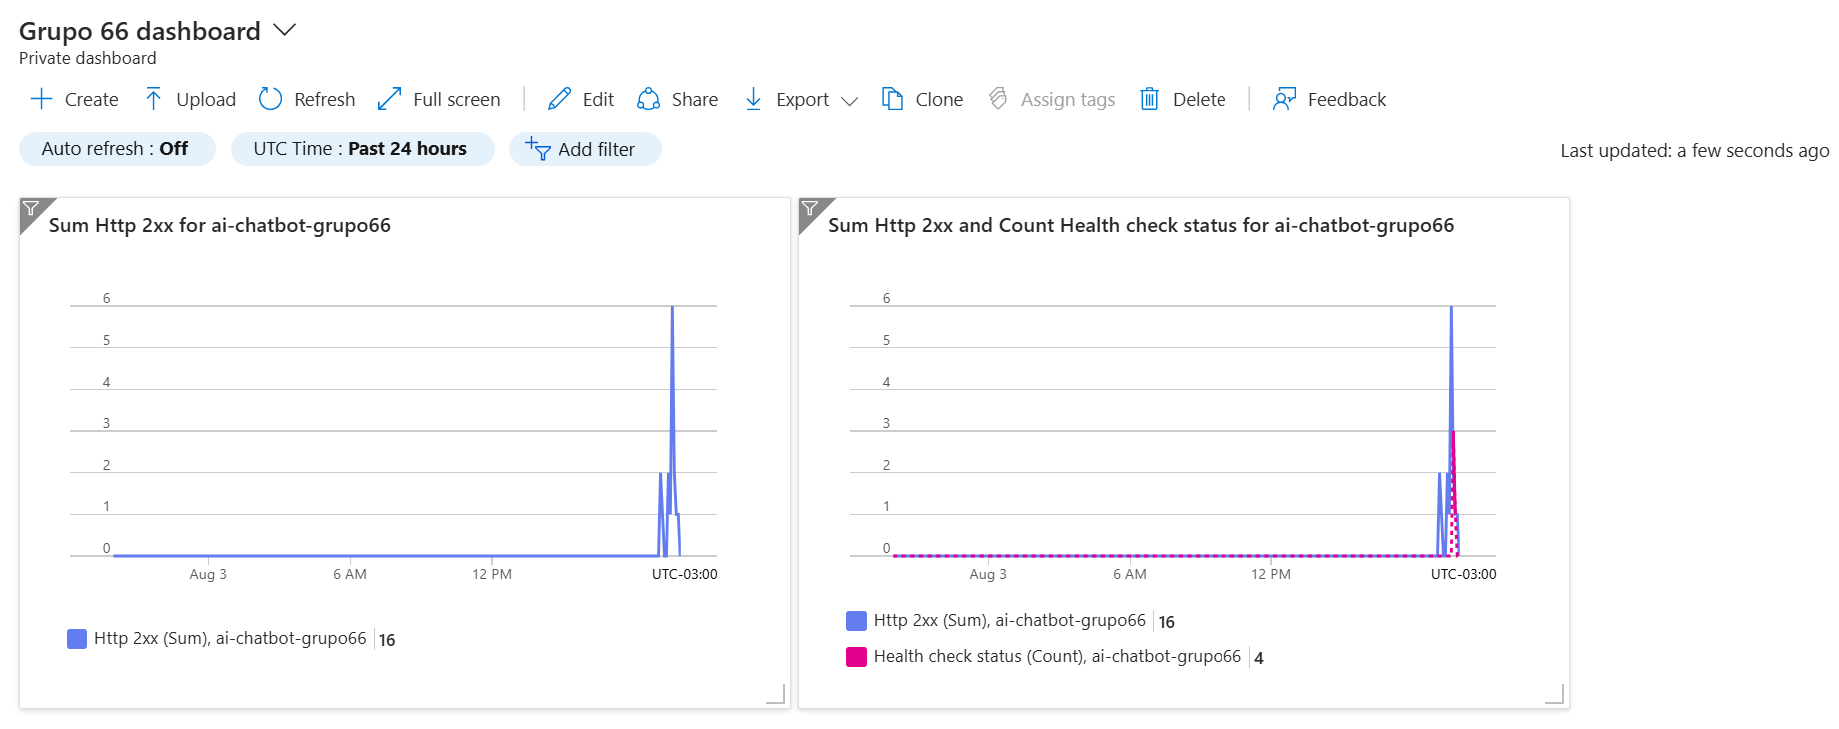 Grupo 66 dashboard
Private dashboard
Create Upload Refresh Full screen Edit Share Export Clone Assign tags Delete Feedback
Auto refresh : Off UTC Time : Past 24 hours Add filter Last updated: a few seconds ago
Sum Http 2xx for ai-chatbot-grupo66
6
5
4
3
2
1
0
Aug 3 6 AM 12 PM UTC-03:00
Http 2xx (Sum), ai-chatbot-grupo66 16
Sum Http 2xx and Count Health check status for ai-chatbot-grupo66
6
5
4
3
2
1
0
Aug 3 6 AM 12 PM UTC-03:00
Http 2xx (Sum), ai-chatbot-grupo66 16
Health check status (Count), ai-chatbot-grupo66 4